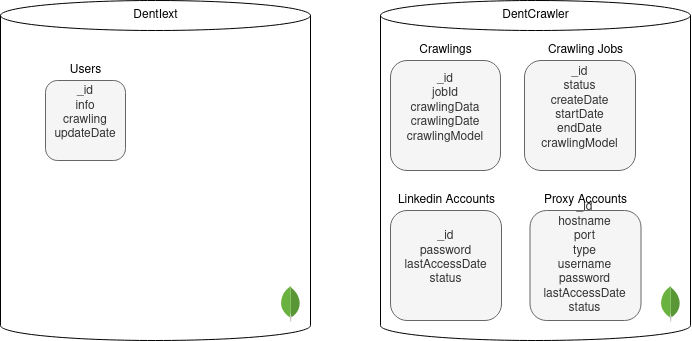 Dentlext
Users
_id
info
crawling
updateDate
DentCrawler
Crawlings
_id
jobId
crawlingData
crawlingDate
crawlingModel
Crawling Jobs
_id
status
createDate
startDate
endDate
crawlingModel
Linkedin Accounts
_id
password
lastAccessDate
status
Proxy Accounts
_id
hostname
port
type
username
password
lastAccessDate
status